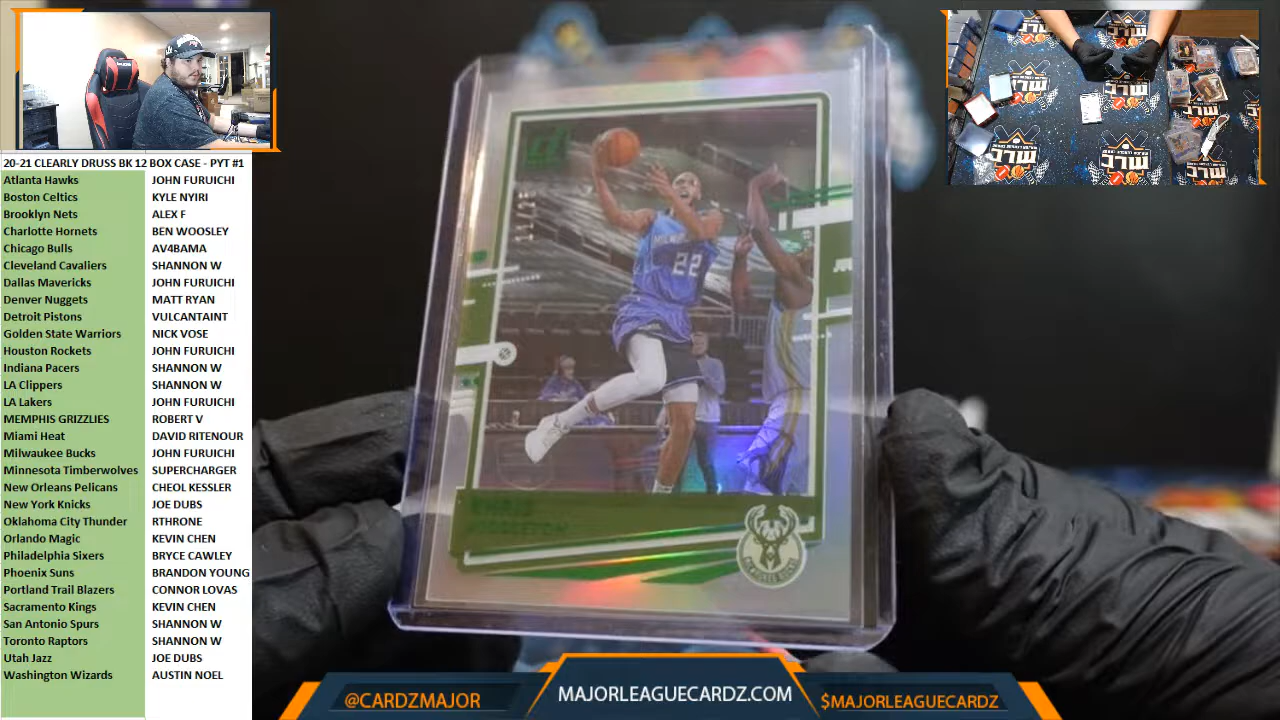 20-21 CLEARLY DRUSS BK 12 BOX CASE - PYT #1
Atlanta Hawks JOHN FURUICHI
Boston Celtics KYLE NYIRI
Brooklyn Nets ALEX F
Charlotte Hornets BEN WOOSLEY
Chicago Bulls AV4BAMA
Cleveland Cavaliers SHANNON W
Dallas Mavericks JOHN FURUICHI
Denver Nuggets MATT RYAN
Detroit Pistons VULCANTAINT
Golden State Warriors NICK VOSE
Houston Rockets JOHN FURUICHI
Indiana Pacers SHANNON W
LA Clippers SHANNON W
LA Lakers JOHN FURUICHI
MEMPHIS GRIZZLIES ROBERT V
Miami Heat DAVID RITENOUR
Milwaukee Bucks JOHN FURUICHI
Minnesota Timberwolves SUPERCHARGER
New Orleans Pelicans CHEOL KESSLER
New York Knicks JOE DUBS
Oklahoma City Thunder RTHRONE
Orlando Magic KEVIN CHEN
Philadelphia Sixers BRYCE CAWLEY
Phoenix Suns BRANDON YOUNG
Portland Trail Blazers CONNOR LOVAS
Sacramento Kings KEVIN CHEN
San Antonio Spurs SHANNON W
Toronto Raptors SHANNON W
Utah Jazz JOE DUBS
Washington Wizards AUSTIN NOEL
22
@CARDZMAJOR
MAJORLEAGUECARDZ.COM
$MAJORLEAGUECARDZ